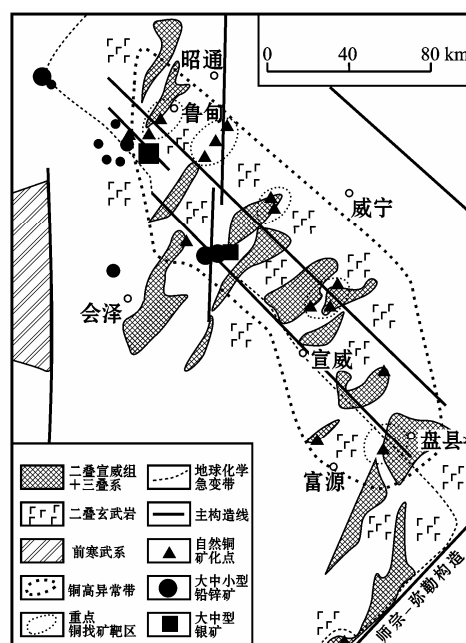 0 40 80 km
昭通
鲁甸
威宁
会泽
宣威
盘县
富源
师宗—弥勒构造
二叠宣威组
+三叠系
地球化学
急变带
二叠玄武岩
主构造线
前寒武系
自然铜
矿化点
铜高异常带
大中小型
铅锌矿
重点
铜找矿靶区
大中型
银矿